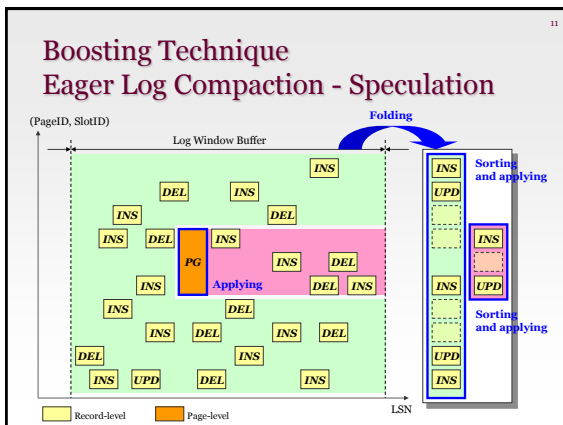 11
Boosting Technique
Eager Log Compaction - Speculation
Folding
(PageID, SlotID)
Log Window Buffer
INS
DEL INS
INS DEL
INS DEL INS
PG
INS DEL
Applying
INS DEL INS
INS DEL
INS DEL INS DEL
DEL INS
INS UPD DEL INS
LSN
INS
UPD
Sorting
and applying
INS
INS UPD
Sorting
and applying
UPD
INS
Record-level Page-level